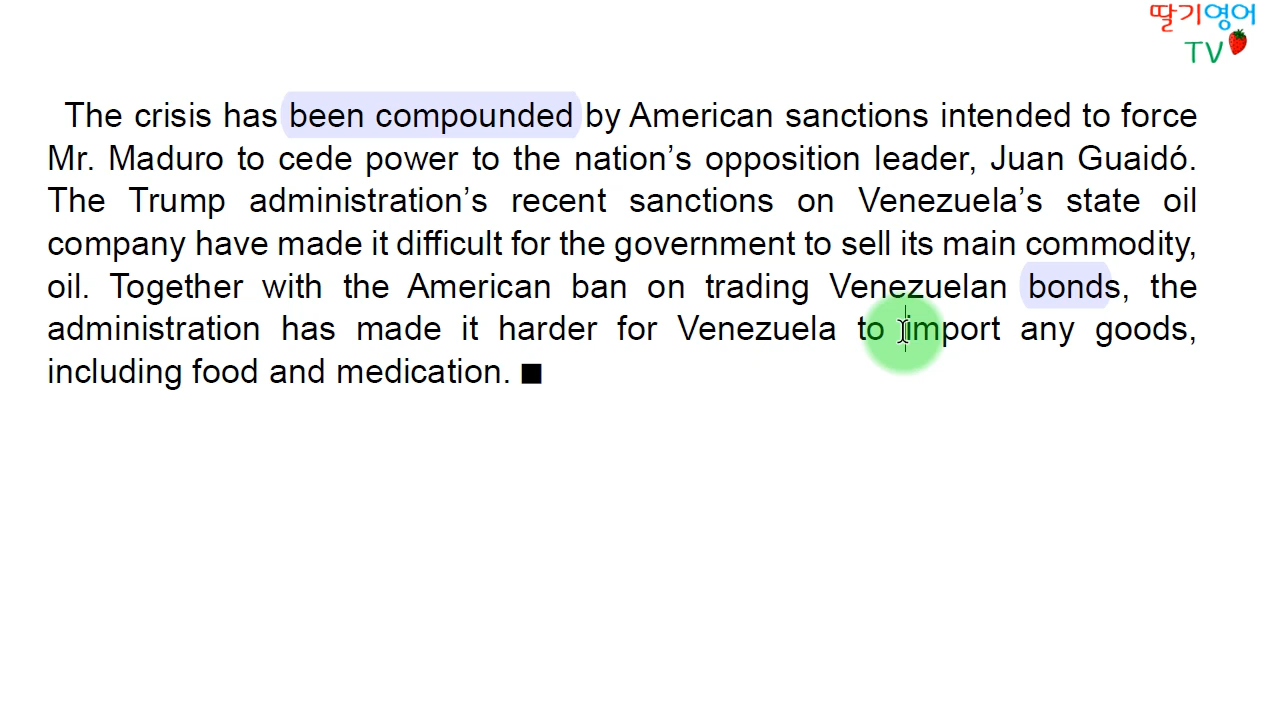 딸기영어
TV
The crisis has been compounded by American sanctions intended to force
Mr. Maduro to cede power to the nation’s opposition leader, Juan Guaidó.
The Trump administration’s recent sanctions on Venezuela’s state oil
company have made it difficult for the government to sell its main commodity,
oil. Together with the American ban on trading Venezuelan bonds, the
administration has made it harder for Venezuela to import any goods,
including food and medication. ■